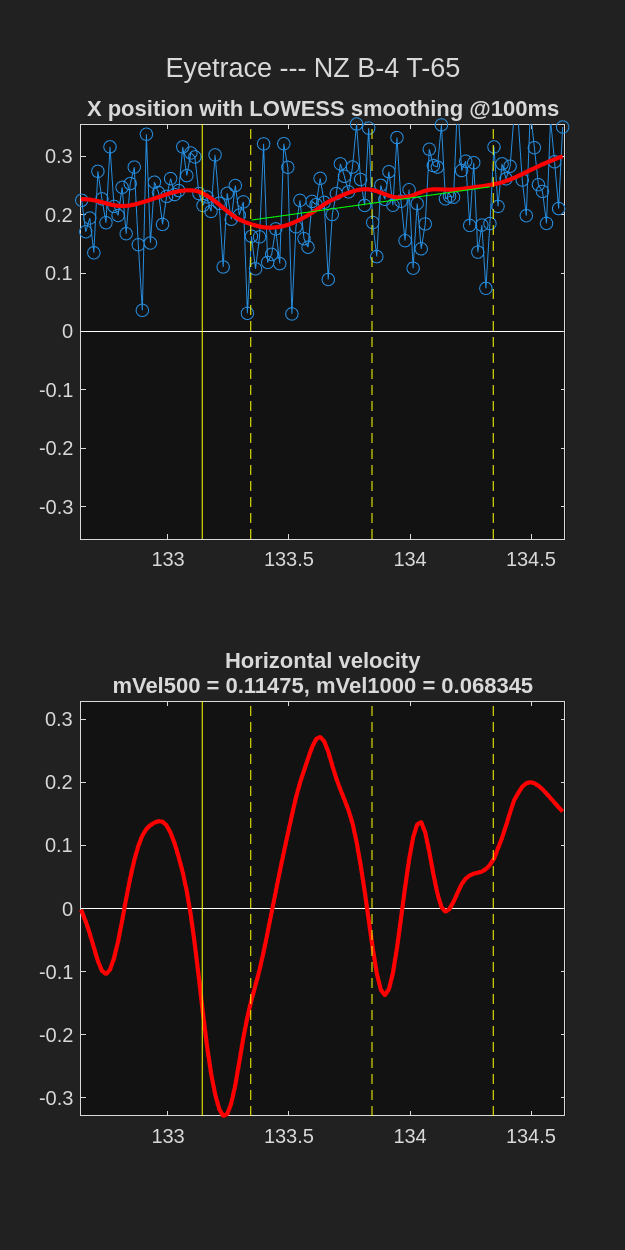 Eyetrace --- NZ B-4 T-65
X position with LOWESS smoothing @100ms
0.3
0.2
0.1
0
-0.1
-0.2
-0.3
133 133.5 134 134.5
Horizontal velocity
mVel500 = 0.11475, mVel1000 = 0.068345
0.3
0.2
0.1
0
-0.1
-0.2
-0.3
133 133.5 134 134.5